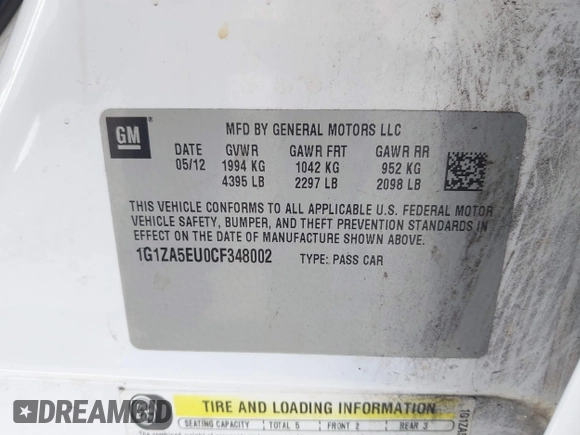 GM
MFD BY GENERAL MOTORS LLC
DATE GVWR GAWR FRT GAWR RR
05/12 1994 KG 1042 KG 952 KG
4395 LB 2297 LB 2098 LB
THIS VEHICLE CONFORMS TO ALL APPLICABLE U.S. FEDERAL MOTOR
VEHICLE SAFETY, BUMPER, AND THEFT PREVENTION STANDARDS IN
EFFECT ON THE DATE OF MANUFACTURE SHOWN ABOVE.
1G1ZA5EU0CF348002 TYPE: PASS CAR
TIRE AND LOADING INFORMATION
SEATING CAPACITY TOTAL 5 FRONT 2 REAR 3
1G1ZA5
DREAMBID